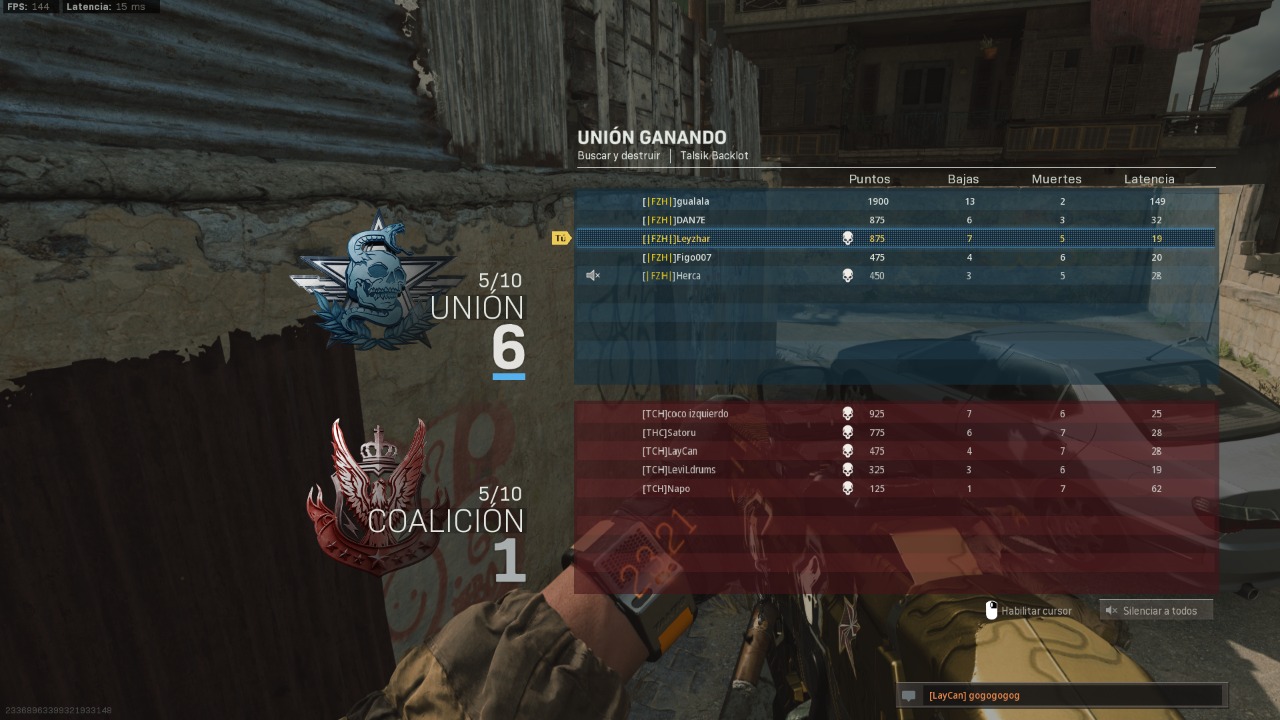 FPS: 144 Latencia: 15 ms
UNIÓN GANANDO
Buscar y destruir | Talsik Backlot
Puntos Bajas Muertes Latencia
[|FZH|]gualala 1900 13 2 149
[|FZH|]DAN7E 875 6 3 32
Tú [|FZH|]Leyzhar 875 7 5 19
[|FZH|]Figo007 475 4 6 20
[|FZH|]Herca 450 3 5 28
5/10
UNIÓN
6
[TCH]coco izquierdo 925 7 6 25
[THC]Satoru 775 6 7 28
[TCH]LayCan 475 4 7 28
[TCH]LeviLdrums 325 3 6 19
[TCH]Napo 125 1 7 62
5/10
COALICIÓN
1
23:21
Habilitar cursor Silenciar a todos
[LayCan] gogogogog
23368963399321933148